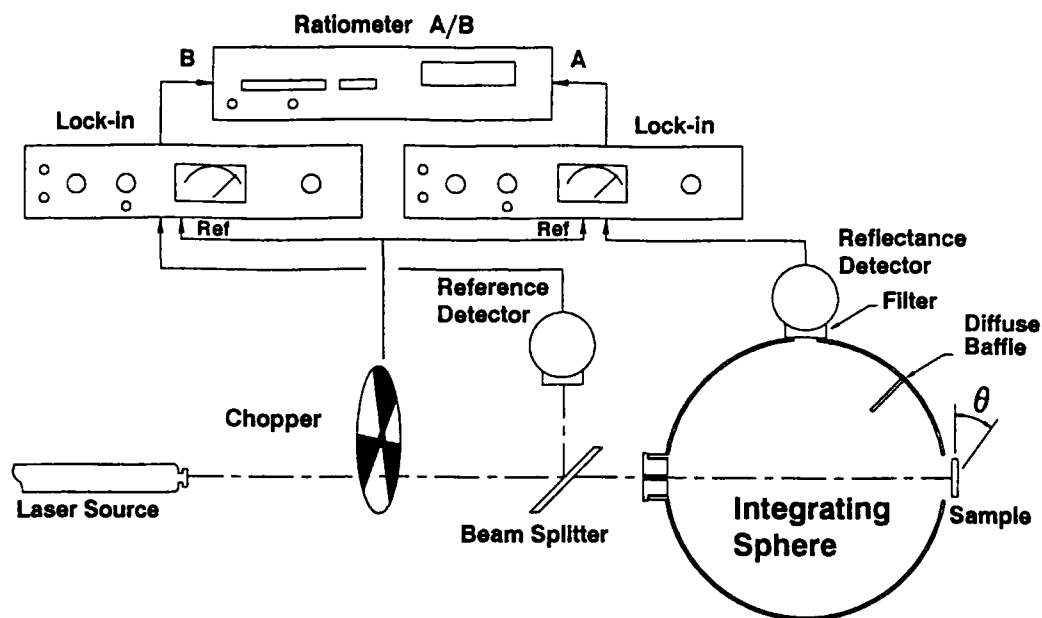 Ratiometer A/B
B
A
Lock-in
Lock-in
Ref
Ref
Reflectance
Detector
Reference
Detector
Filter
Diffuse
Baffle
θ
Chopper
Laser Source
Beam Splitter
Integrating
Sphere
Sample